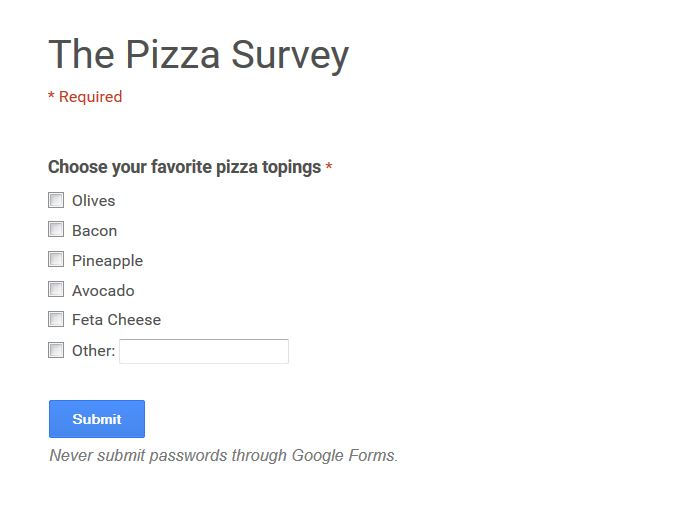 The Pizza Survey
* Required
Choose your favorite pizza topings *
Olives
Bacon
Pineapple
Avocado
Feta Cheese
Other:
Submit
Never submit passwords through Google Forms.